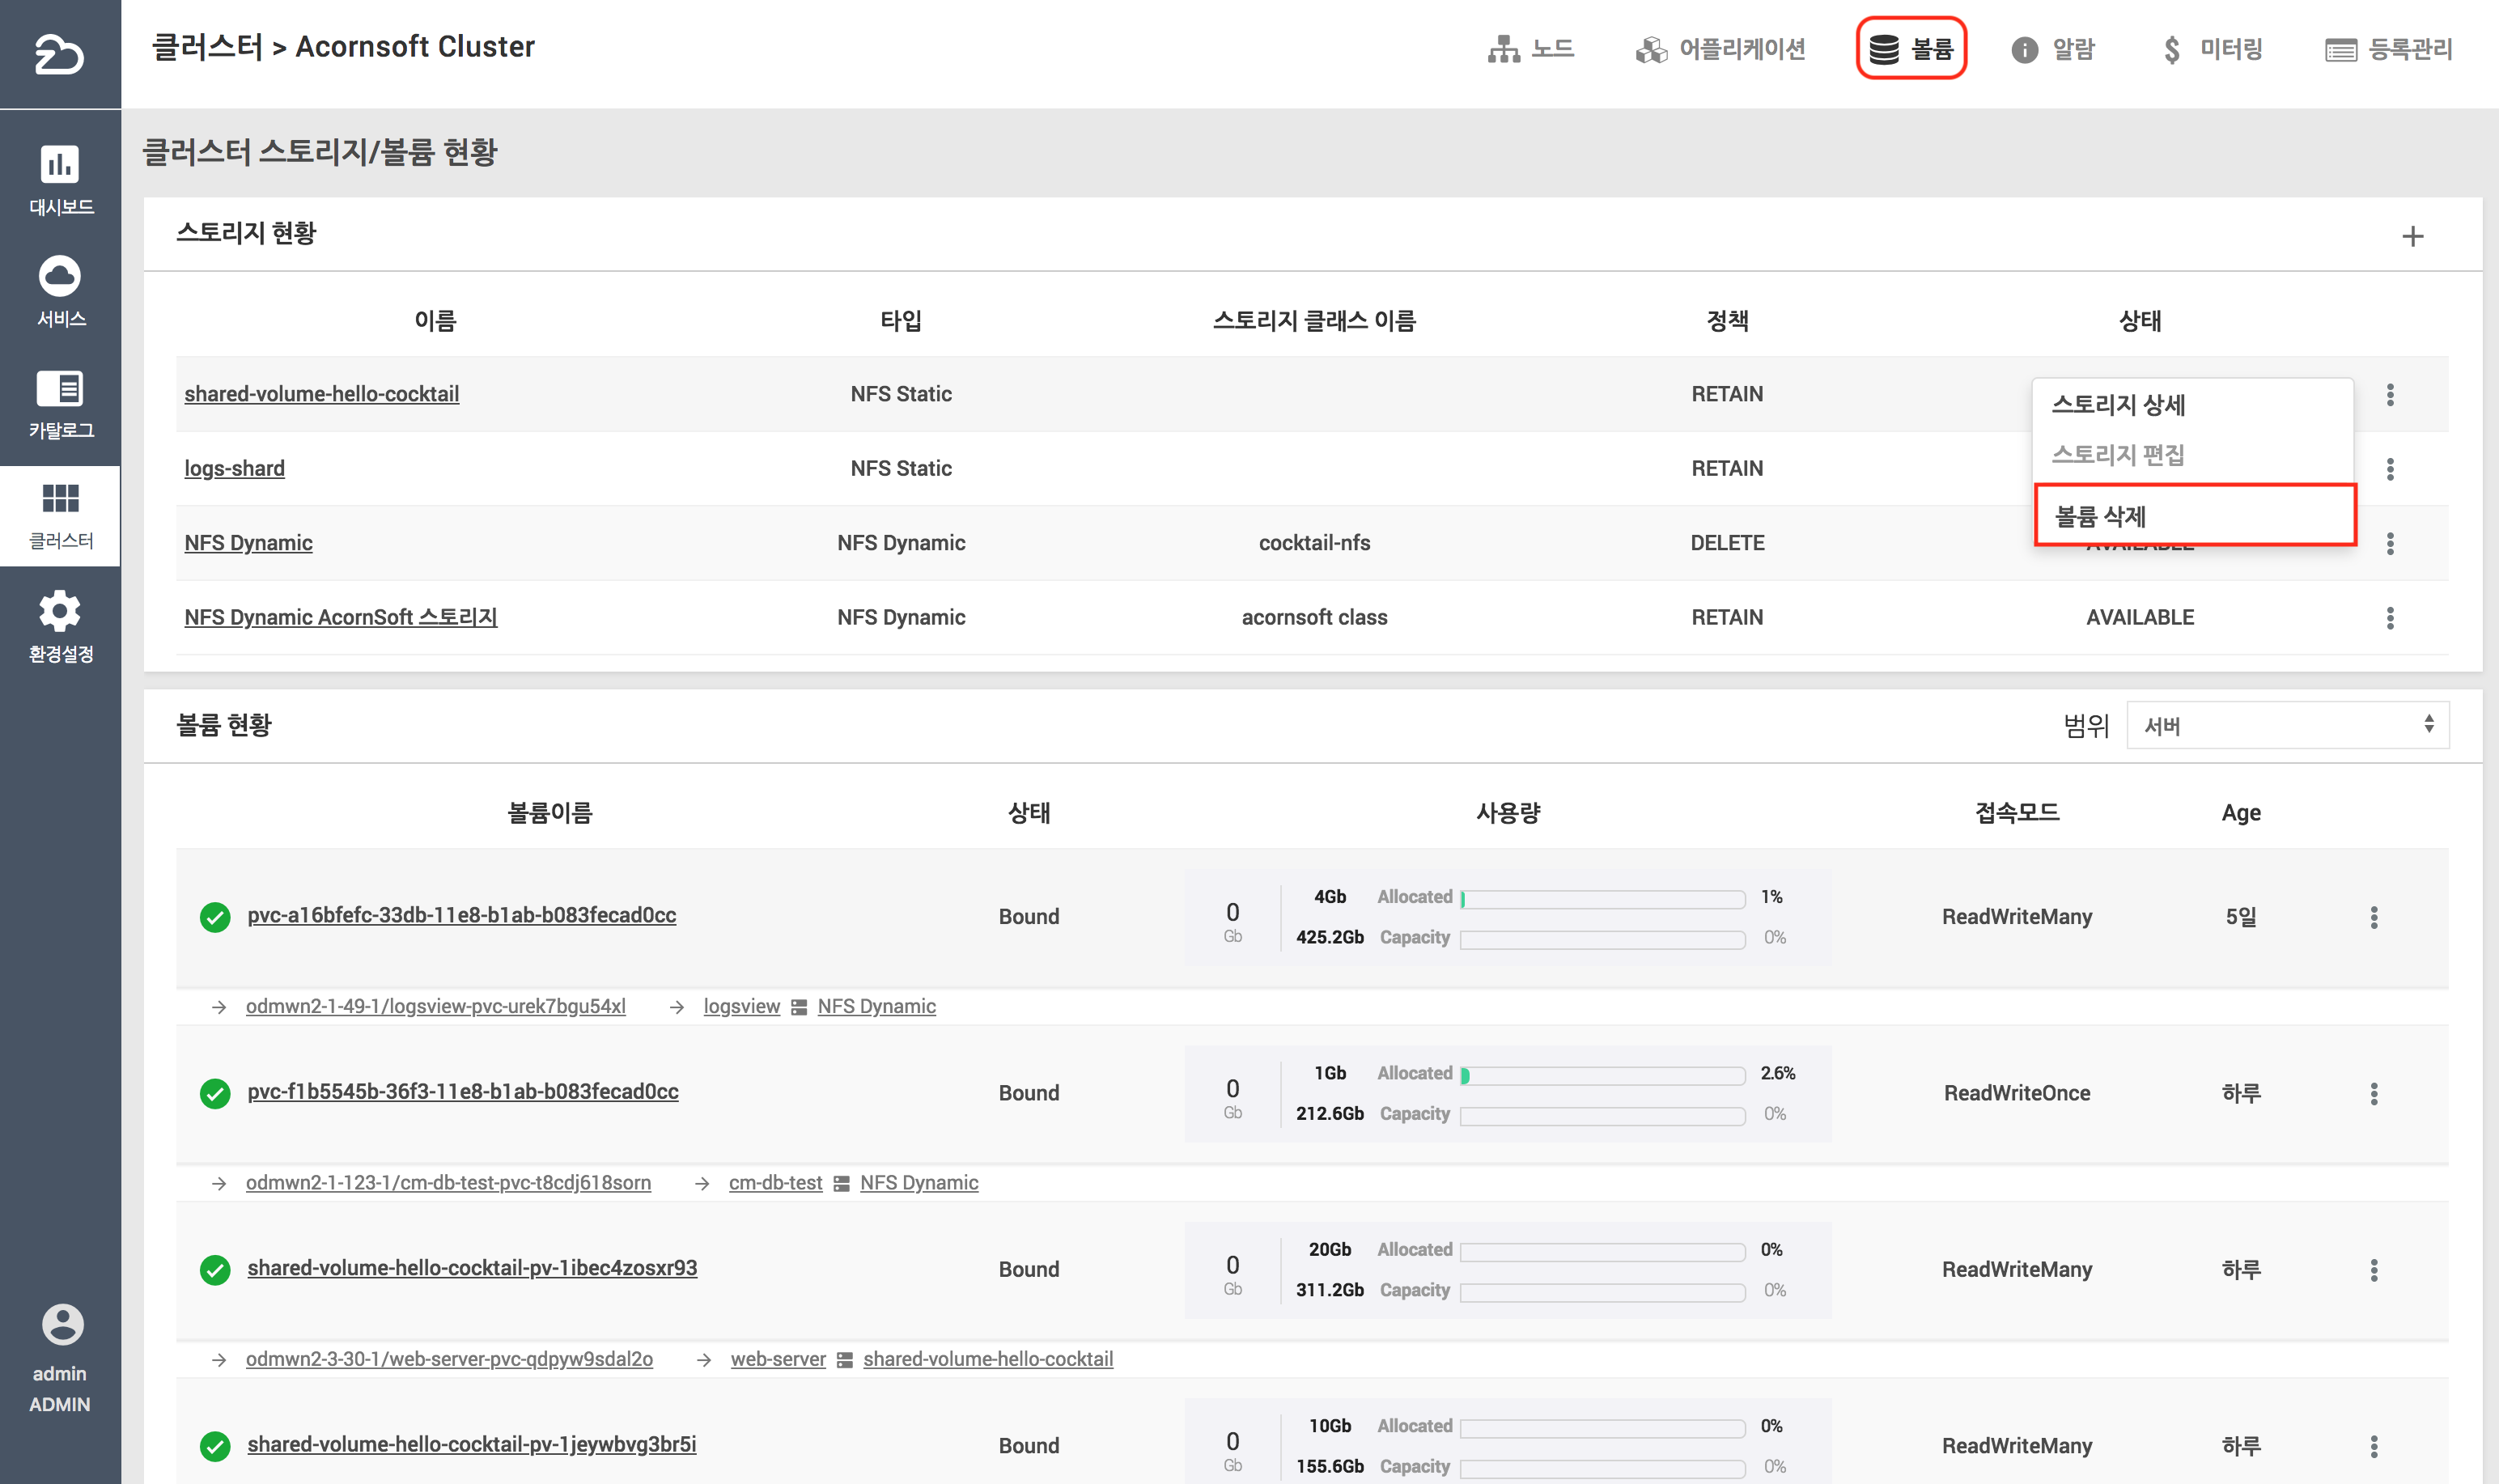 클러스터 > Acornsoft Cluster
노드
어플리케이션
볼륨
알람
미터링
등록관리
대시보드
서비스
카탈로그
클러스터
환경설정
admin
ADMIN
클러스터 스토리지/볼륨 현황
스토리지 현황
이름 타입 스토리지 클래스 이름 정책 상태
shared-volume-hello-cocktail NFS Static RETAIN
logs-shard NFS Static RETAIN
NFS Dynamic NFS Dynamic cocktail-nfs DELETE AVAILABLE
NFS Dynamic AcornSoft 스토리지 NFS Dynamic acornsoft class RETAIN AVAILABLE
스토리지 상세
스토리지 편집
볼륨 삭제
볼륨 현황
범위 서버
볼륨이름 상태 사용량 접속모드 Age
pvc-a16bfefc-33db-11e8-b1ab-b083fecad0cc Bound 0 Gb 4Gb Allocated 1% ReadWriteMany 5일
425.2Gb Capacity 0%
odmwn2-1-49-1/logsview-pvc-urek7bgu54xl logsview NFS Dynamic
pvc-f1b5545b-36f3-11e8-b1ab-b083fecad0cc Bound 0 Gb 1Gb Allocated 2.6% ReadWriteOnce 하루
212.6Gb Capacity 0%
odmwn2-1-123-1/cm-db-test-pvc-t8cdj618sorn cm-db-test NFS Dynamic
shared-volume-hello-cocktail-pv-1ibec4zosxr93 Bound 0 Gb 20Gb Allocated 0% ReadWriteMany 하루
311.2Gb Capacity 0%
odmwn2-3-30-1/web-server-pvc-qdpyw9sdal2o web-server shared-volume-hello-cocktail
shared-volume-hello-cocktail-pv-1jeywbvg3br5i Bound 0 Gb 10Gb Allocated 0% ReadWriteMany 하루
155.6Gb Capacity 0%